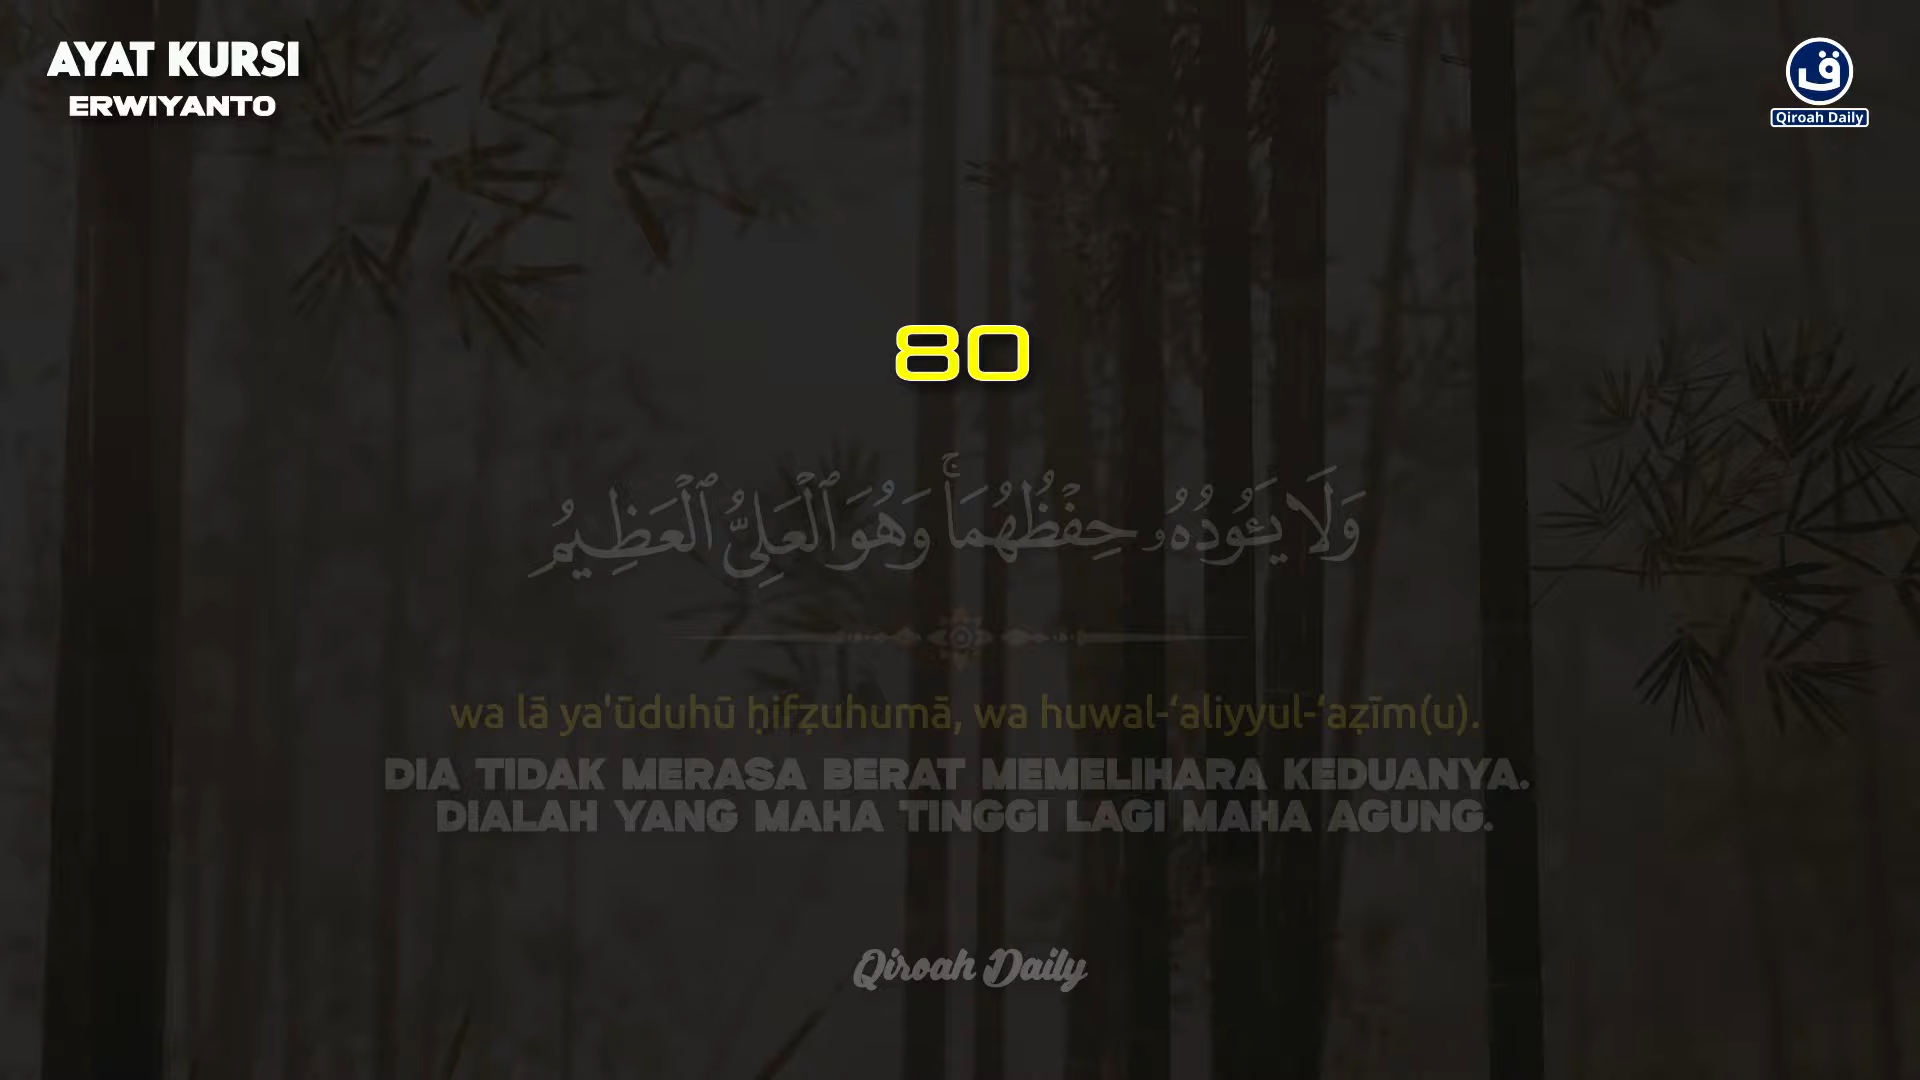 AYAT KURSI
ERWIYANTO
ق
Qiroah Daily
80
وَلَا يَـُٔودُهُۥ حِفْظُهُمَا ۚ وَهُوَ ٱلْعَلِىُّ ٱلْعَظِيمُ
wa lā ya'ūduhū ḥifẓuhumā, wa huwal-‘aliyyul-‘aẓīm(u).
DIA TIDAK MERASA BERAT MEMELIHARA KEDUANYA.
DIALAH YANG MAHA TINGGI LAGI MAHA AGUNG.
Qiroah Daily